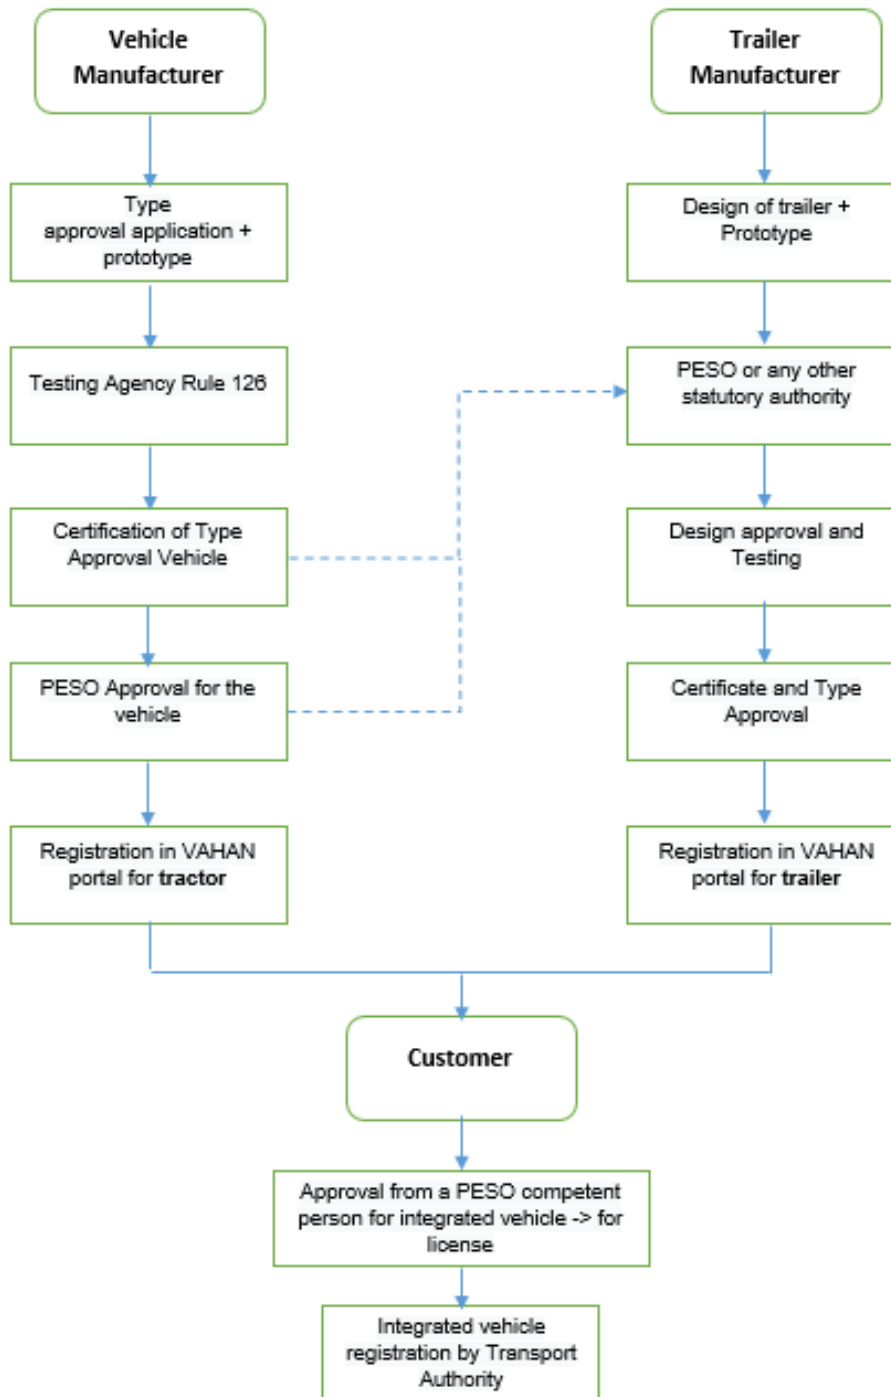 Vehicle
Manufacturer
Trailer
Manufacturer
Type
approval application +
prototype
Design of trailer +
Prototype
Testing Agency Rule 126
PESO or any other
statutory authority
Certification of Type
Approval Vehicle
Design approval and
Testing
PESO Approval for the
vehicle
Certificate and Type
Approval
Registration in VAHAN
portal for tractor
Registration in VAHAN
portal for trailer
Customer
Approval from a PESO competent
person for integrated vehicle -> for
license
Integrated vehicle
registration by Transport
Authority